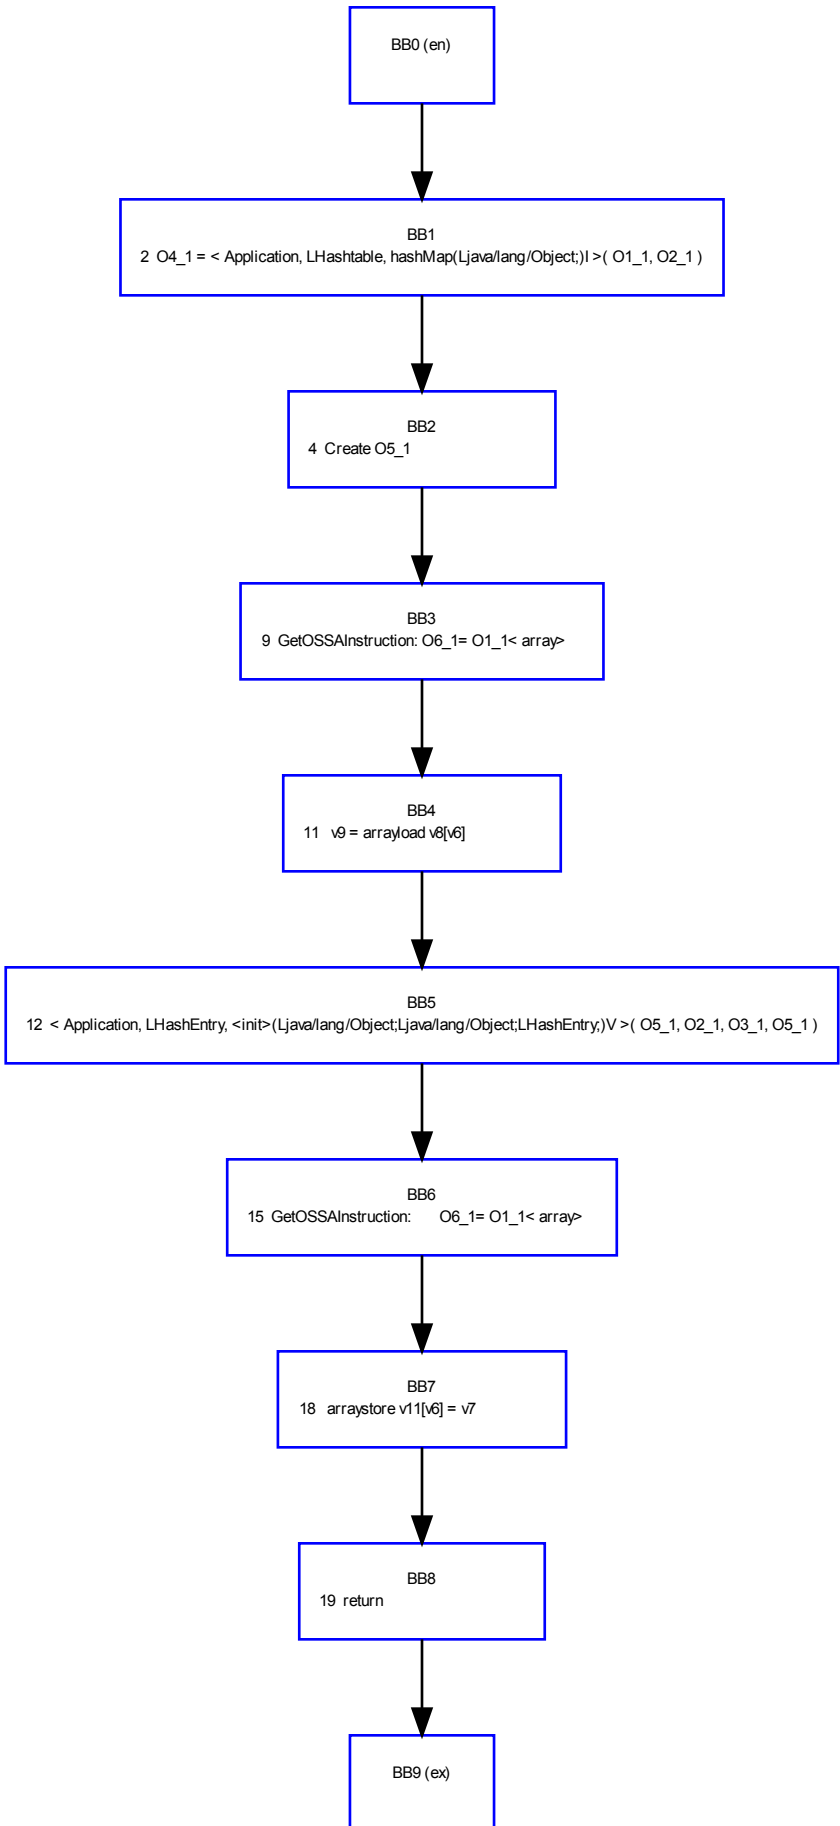 BB0 (en)
BB1
2 O4_1 = < Application, LHashtable, hashMap(Ljava/lang/Object;)I >( O1_1, O2_1 )
BB2
4 Create O5_1
BB3
9 GetOSSAInstruction: O6_1= O1_1< array>
BB4
11 v9 = arrayload v8[v6]
BB5
12 < Application, LHashEntry, <init>(Ljava/lang/Object;Ljava/lang/Object;LHashEntry;)V >( O5_1, O2_1, O3_1, O5_1 )
BB6
15 GetOSSAInstruction: O6_1= O1_1< array>
BB7
18 arraystore v11[v6] = v7
BB8
19 return
BB9 (ex)